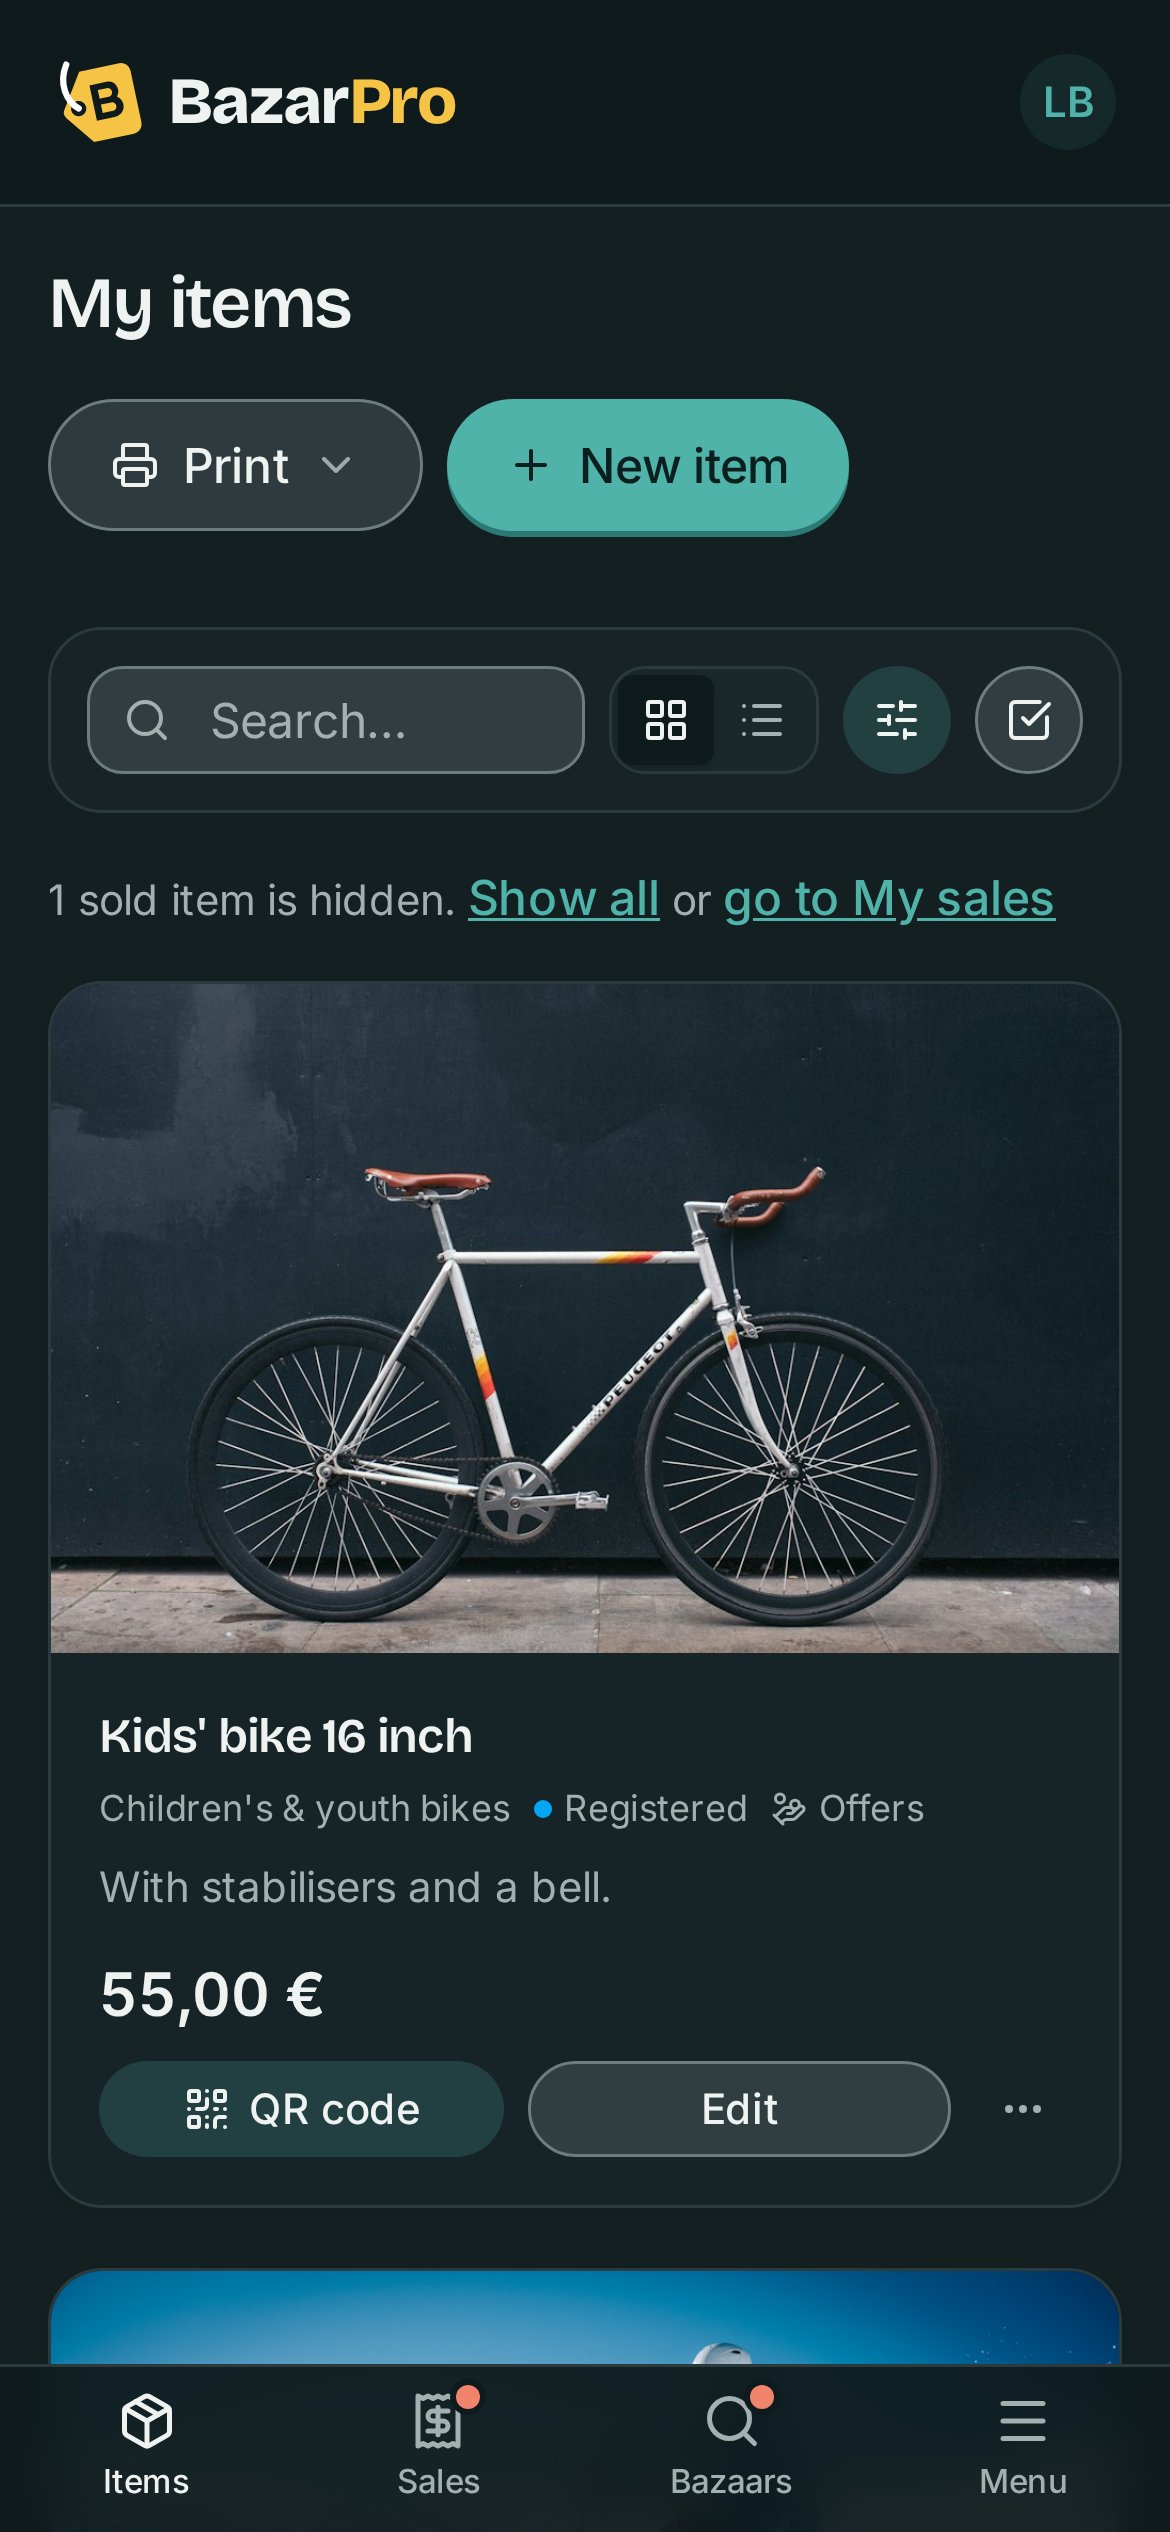 B BazarPro
LB
My items
Print
New item
Search...
1 sold item is hidden. Show all or go to My sales
PEUGEOT
Kids' bike 16 inch
Children's & youth bikes Registered Offers
With stabilisers and a bell.
55,00 €
QR code
Edit
Items
Sales
Bazaars
Menu